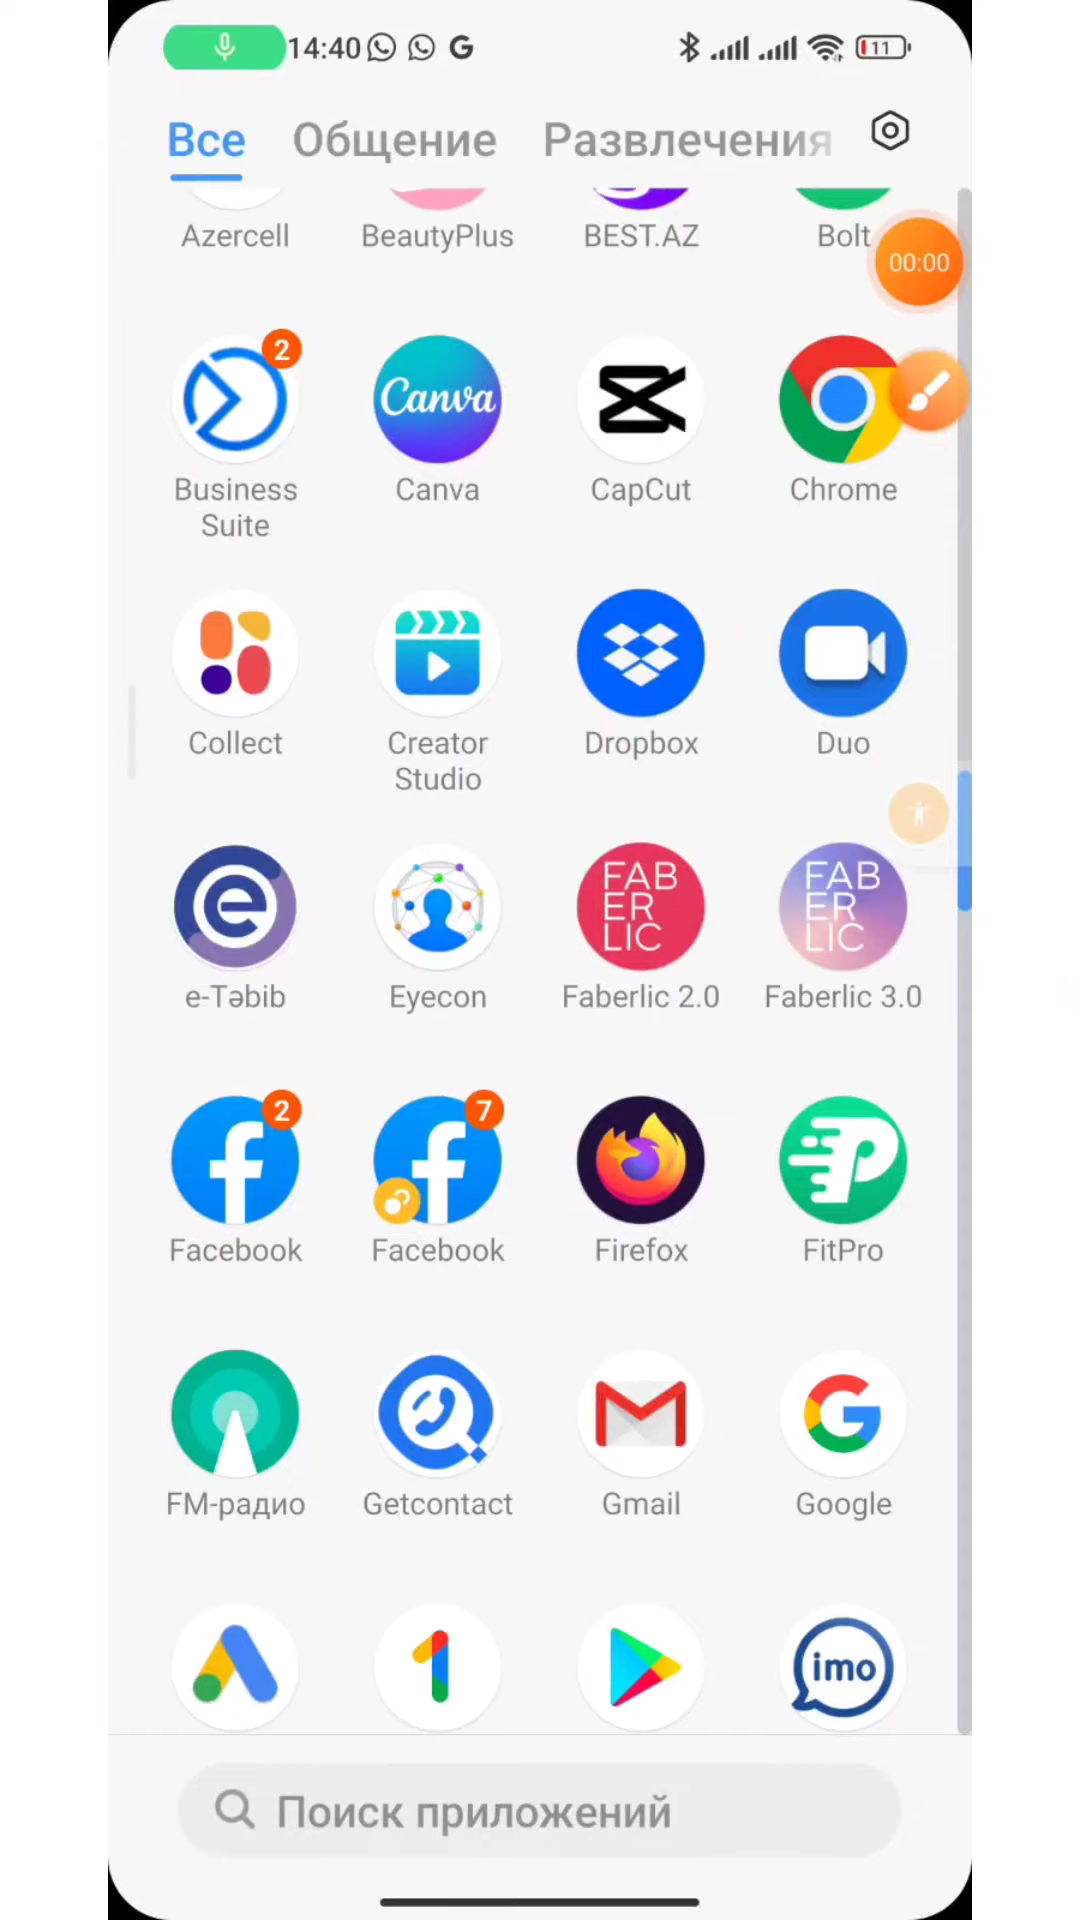 14:40 G 11
Все Общение Развлечения
Azercell BeautyPlus BEST.AZ Bolt
00:00
2
Canva
Business Suite Canva CapCut Chrome
Collect Creator Studio Dropbox Duo
e
FAB
ER
LIC
FAB
ER
LIC
e-Təbib Eyecon Faberlic 2.0 Faberlic 3.0
2 7
f f P
Facebook Facebook Firefox FitPro
M G
FM-радио Getcontact Gmail Google
1 imo
Поиск приложений